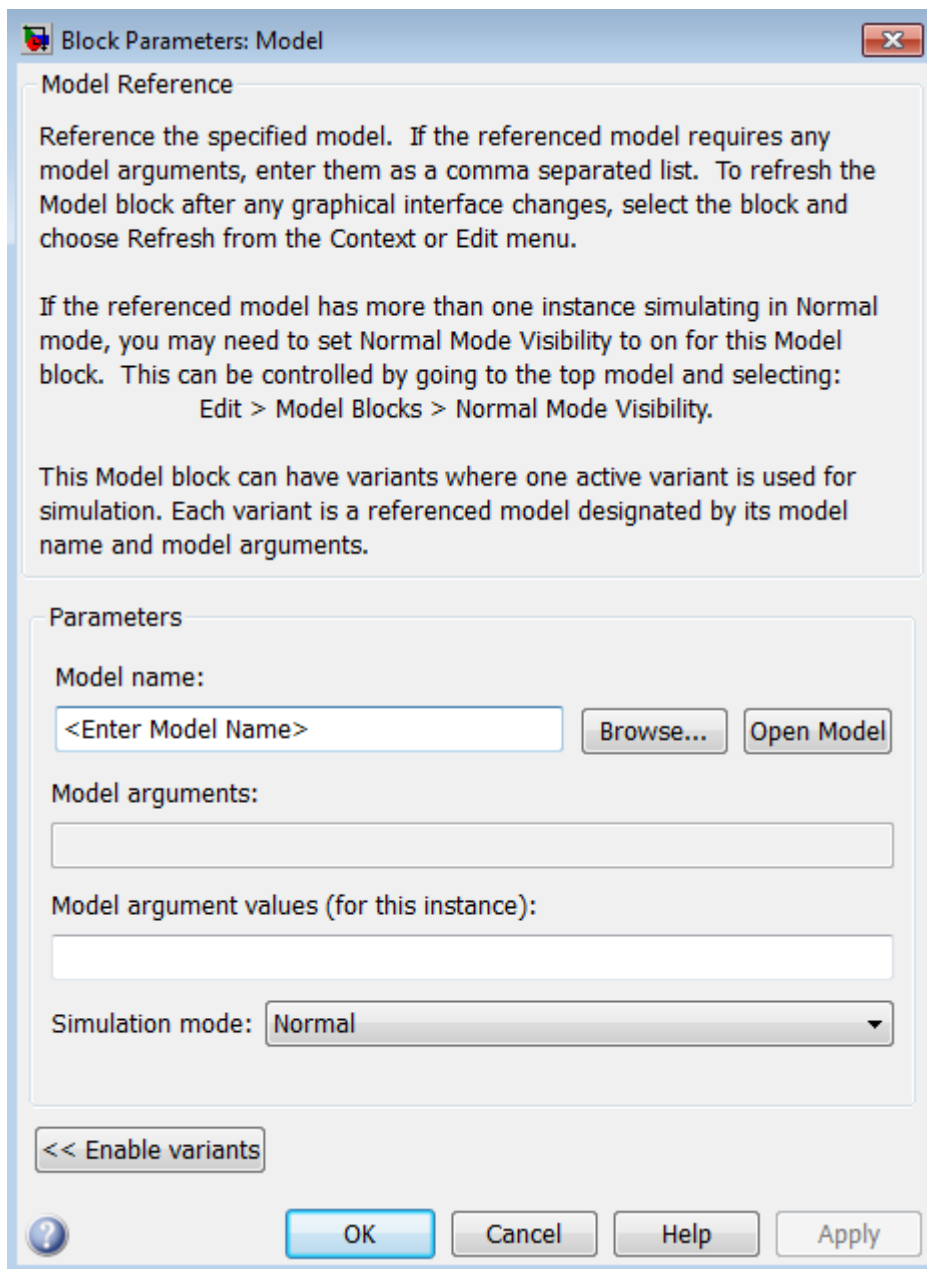 Block Parameters: Model
Model Reference
Reference the specified model.  If the referenced model requires any
model arguments, enter them as a comma separated list.  To refresh the
Model block after any graphical interface changes, select the block and
choose Refresh from the Context or Edit menu.
If the referenced model has more than one instance simulating in Normal
mode, you may need to set Normal Mode Visibility to on for this Model
block.  This can be controlled by going to the top model and selecting:
Edit > Model Blocks > Normal Mode Visibility.
This Model block can have variants where one active variant is used for
simulation. Each variant is a referenced model designated by its model
name and model arguments.
Parameters
Model name:
<Enter Model Name> Browse... Open Model
Model arguments:
Model argument values (for this instance):
Simulation mode: Normal
<< Enable variants
? OK Cancel Help Apply